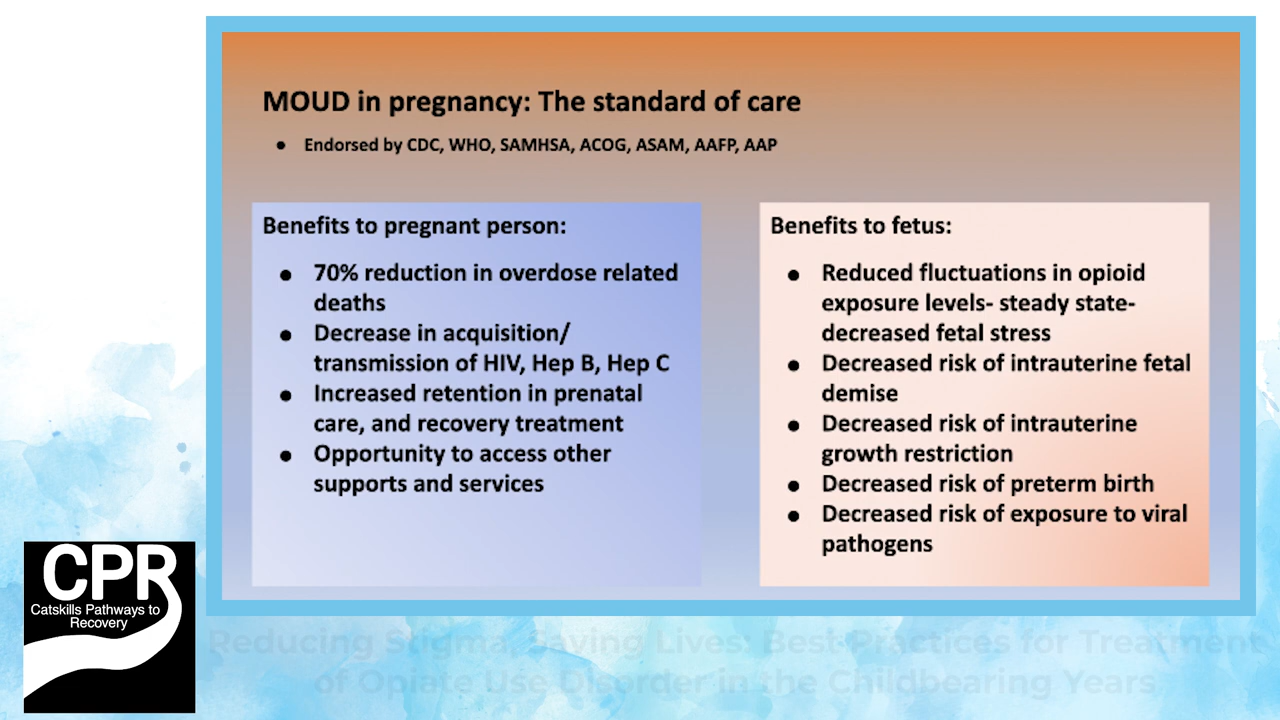 MOUD in pregnancy: The standard of care
● Endorsed by CDC, WHO, SAMHSA, ACOG, ASAM, AAFP, AAP
Benefits to pregnant person:
● 70% reduction in overdose related
deaths
● Decrease in acquisition/
transmission of HIV, Hep B, Hep C
● Increased retention in prenatal
care, and recovery treatment
● Opportunity to access other
supports and services
Benefits to fetus:
● Reduced fluctuations in opioid
exposure levels- steady state-
decreased fetal stress
● Decreased risk of intrauterine fetal
demise
● Decreased risk of intrauterine
growth restriction
● Decreased risk of preterm birth
● Decreased risk of exposure to viral
pathogens
CPR
Catskills Pathways to
Recovery
Reducing Stigma, Saving Lives: Best Practices for Treatment
of Opiate Use Disorder in the Childbearing Years